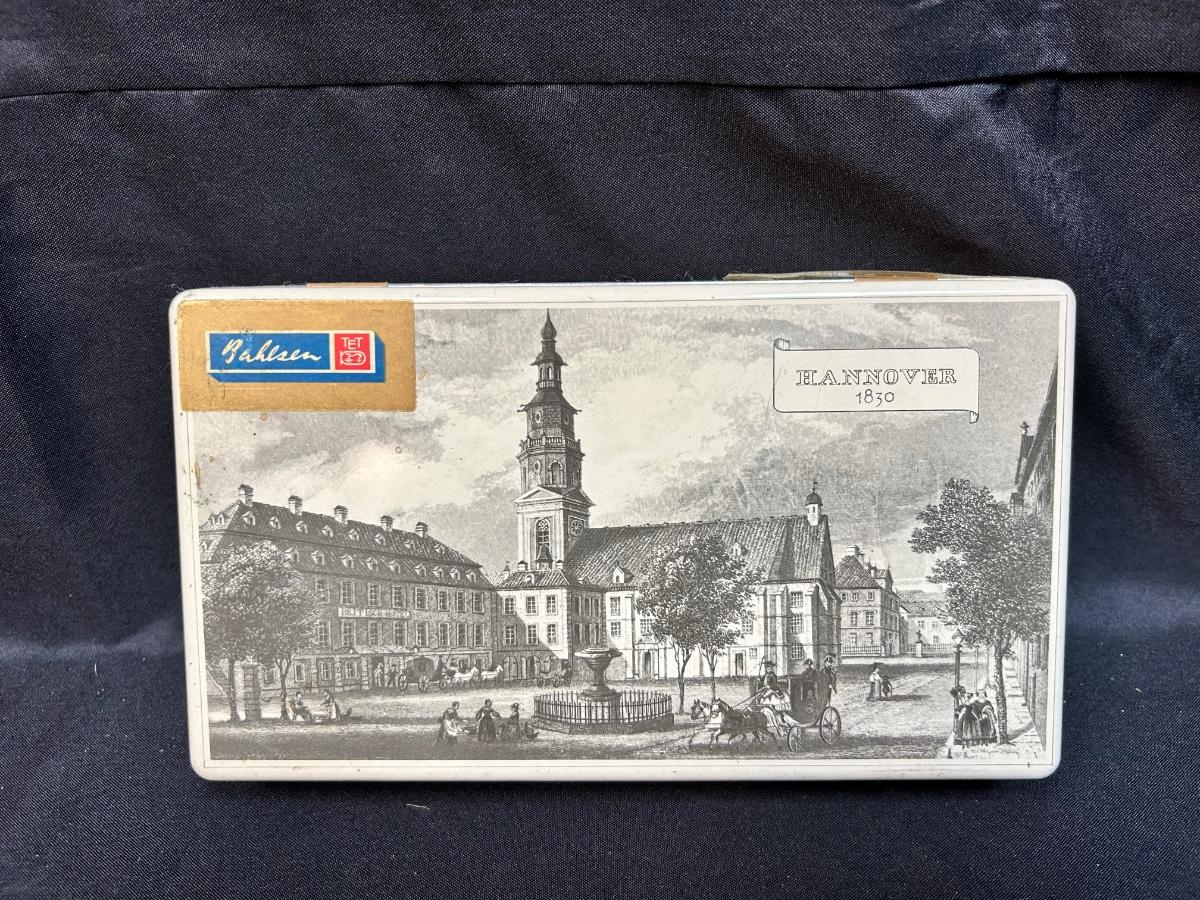 Bahlsen
TET
HANNOVER
1830